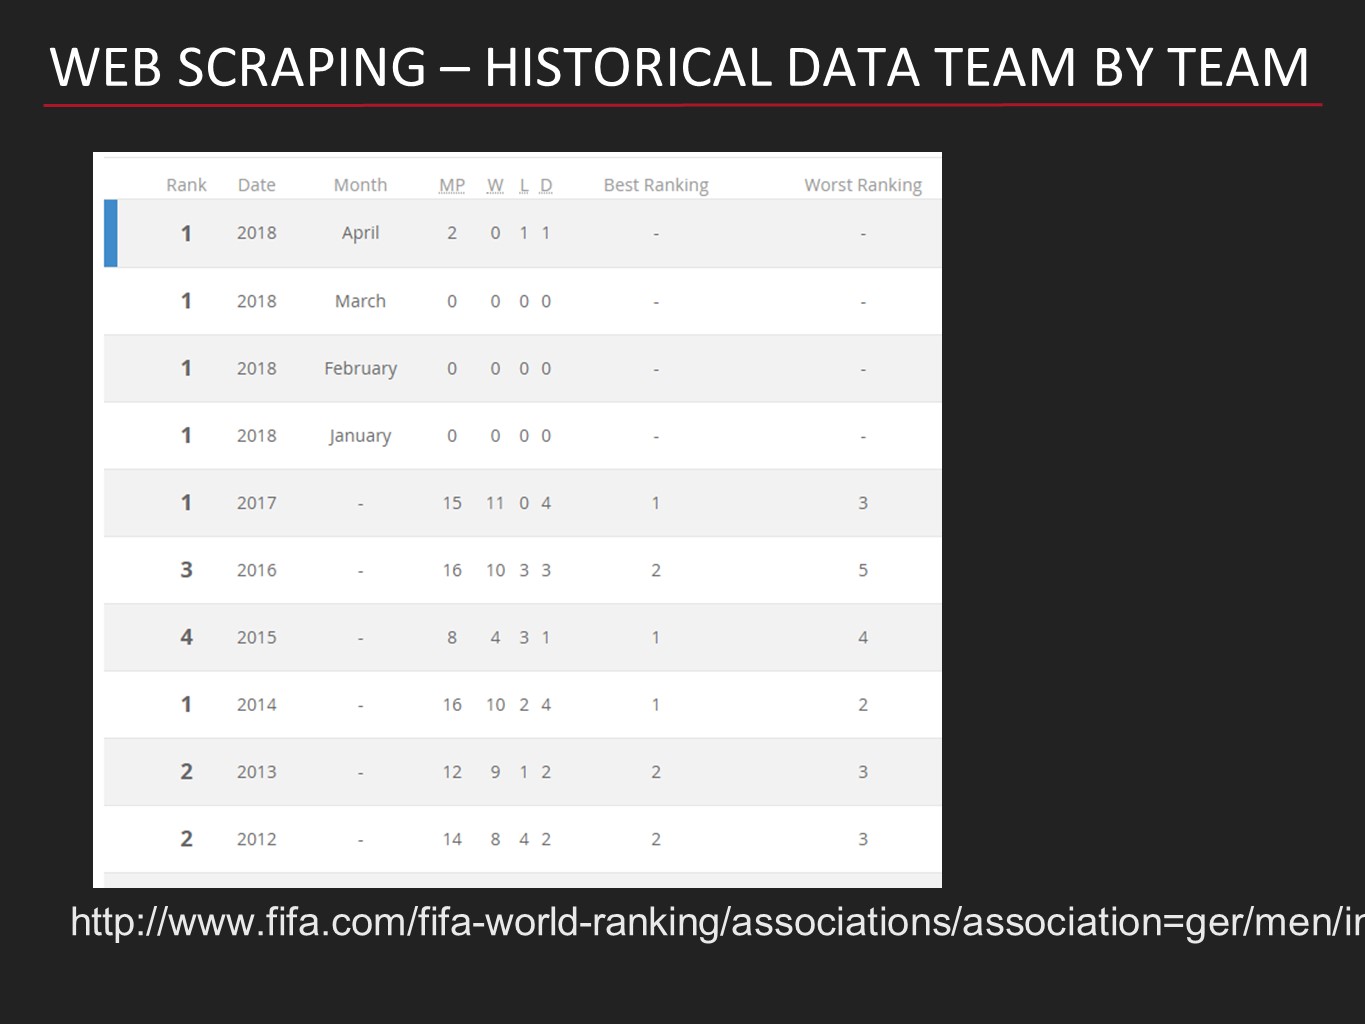 WEB SCRAPING – HISTORICAL DATA TEAM BY TEAM
Rank Date Month MP W L D Best Ranking Worst Ranking
1 2018 April 2 0 1 1 - -
1 2018 March 0 0 0 0 - -
1 2018 February 0 0 0 0 - -
1 2018 January 0 0 0 0 - -
1 2017 - 15 11 0 4 1 3
3 2016 - 16 10 3 3 2 5
4 2015 - 8 4 3 1 1 4
1 2014 - 16 10 2 4 1 2
2 2013 - 12 9 1 2 2 3
2 2012 - 14 8 4 2 2 3
http://www.fifa.com/fifa-world-ranking/associations/association=ger/men/in